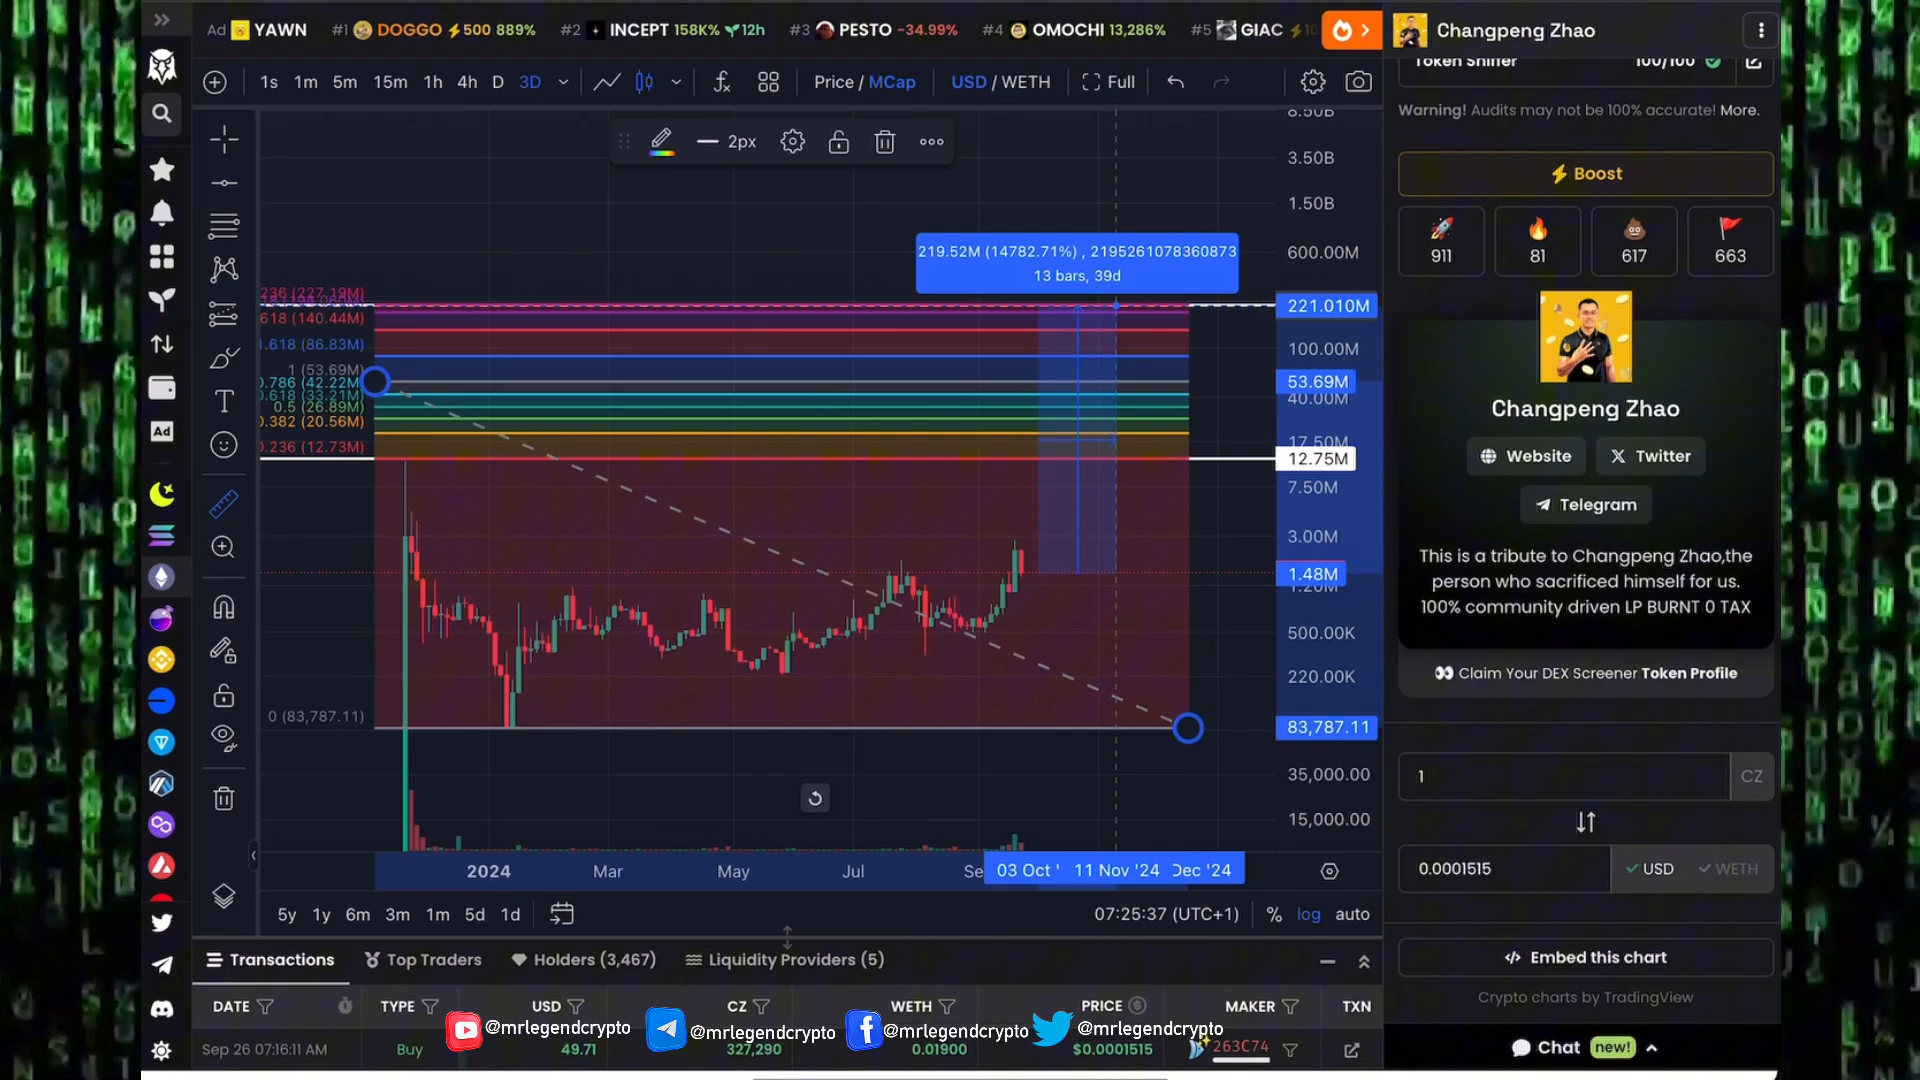 Ad YAWN #1 DOGGO 500 889% #2 INCEPT 158K% 12h #3 PESTO -34.99% #4 OMOCHI 13,286% #5 GIAC
1s 1m 5m 15m 1h 4h D 3D Price / MCap USD / WETH Full
2px
219.52M (14782.71%) , 2195261078360873
13 bars, 39d
8.50B
3.50B
1.50B
600.00M
221.010M
100.00M
53.69M
40.00M
17.50M
12.75M
7.50M
3.00M
1.48M
1.20M
500.00K
220.00K
83,787.11
35,000.00
15,000.00
236 (227.19M)
618 (140.44M)
1.618 (86.83M)
1 (53.69M)
0.786 (42.22M)
0.618 (33.21M)
0.5 (26.89M)
0.382 (20.56M)
0.236 (12.73M)
0 (83,787.11)
2024 Mar May Jul Se 03 Oct ' 11 Nov '24 Dec '24
5y 1y 6m 3m 1m 5d 1d 07:25:37 (UTC+1) % log auto
Transactions Top Traders Holders (3,467) Liquidity Providers (5)
DATE TYPE USD CZ WETH PRICE MAKER TXN
@mrlegendcrypto @mrlegendcrypto @mrlegendcrypto @mrlegendcrypto
Sep 26 07:16:11 AM Buy 49.71 327,290 0.01900 $0.0001515 263C74
Changpeng Zhao
Token Sniffer 100/100
Warning! Audits may not be 100% accurate! More.
Boost
911 81 617 663
Changpeng Zhao
Website Twitter
Telegram
This is a tribute to Changpeng Zhao,the
person who sacrificed himself for us.
100% community driven LP BURNT 0 TAX
Claim Your DEX Screener Token Profile
1 CZ
0.0001515 USD WETH
Embed this chart
Crypto charts by TradingView
Chat new!